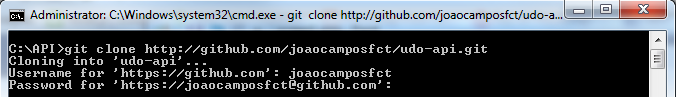 Administrator: C:\Windows\system32\cmd.exe - git  clone http://github.com/joaocamposfct/udo-a...
C:\API>git clone http://github.com/joaocamposfct/udo-api.git
Cloning into 'udo-api'...
Username for 'https://github.com': joaocamposfct
Password for 'https://joaocamposfct@github.com':